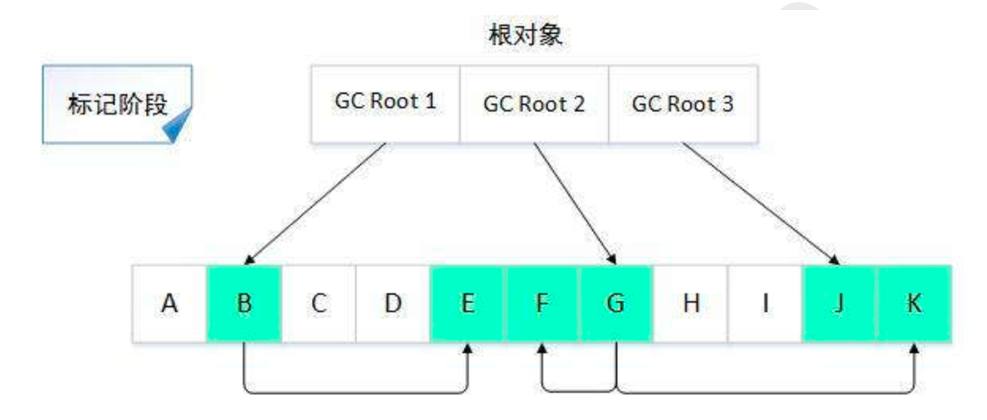 根对象
标记阶段
GC Root 1
GC Root 2
GC Root 3
A B C D E F G H I J K